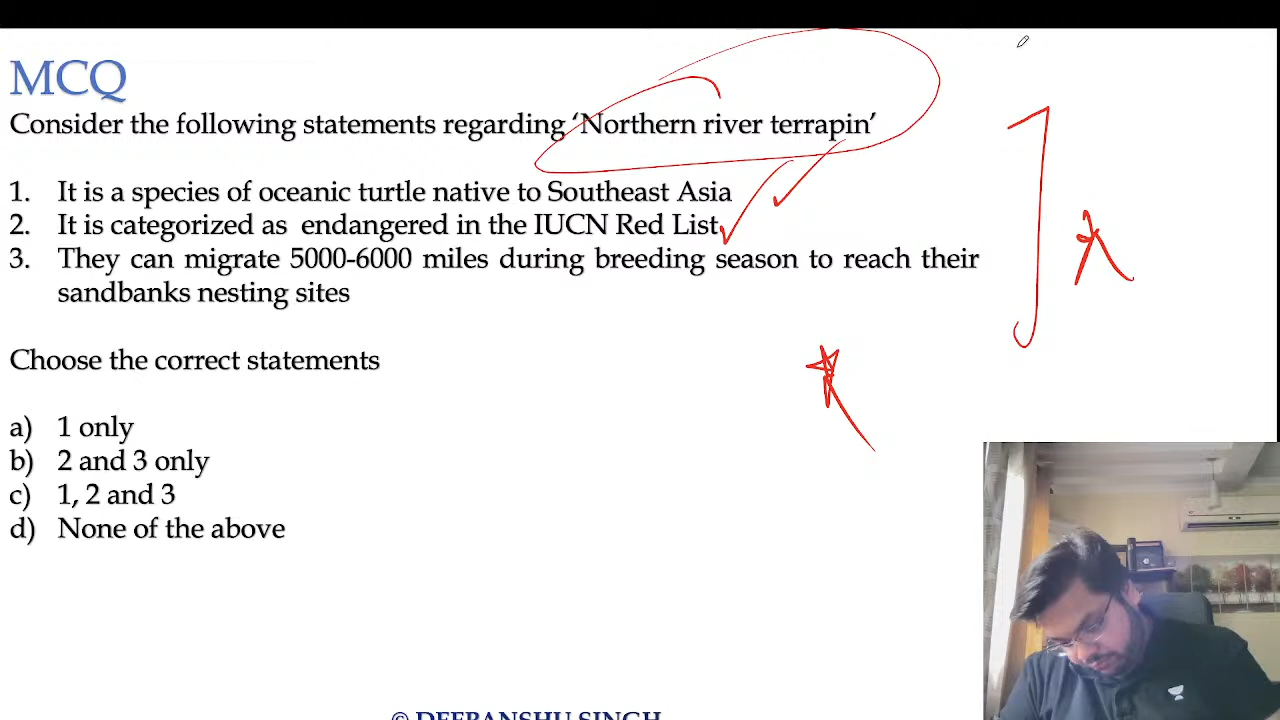 MCQ
Consider the following statements regarding ‘Northern river terrapin’
1. It is a species of oceanic turtle native to Southeast Asia
2. It is categorized as endangered in the IUCN Red List
3. They can migrate 5000-6000 miles during breeding season to reach their
sandbanks nesting sites
Choose the correct statements
a) 1 only
b) 2 and 3 only
c) 1, 2 and 3
d) None of the above
© DEEPANSHU SINGH